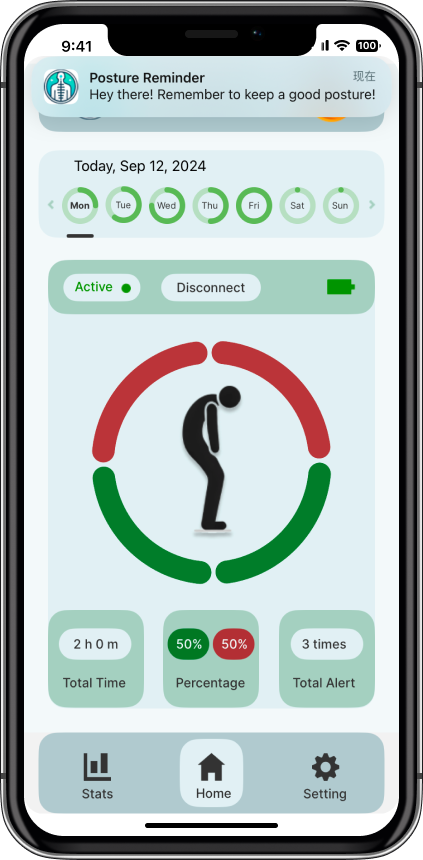 9:41
100
Posture Reminder
现在
Hey there! Remember to keep a good posture!
Today, Sep 12, 2024
Mon Tue Wed Thu Fri Sat Sun
Active
Disconnect
2 h 0 m
50% 50%
3 times
Total Time
Percentage
Total Alert
Stats
Home
Setting